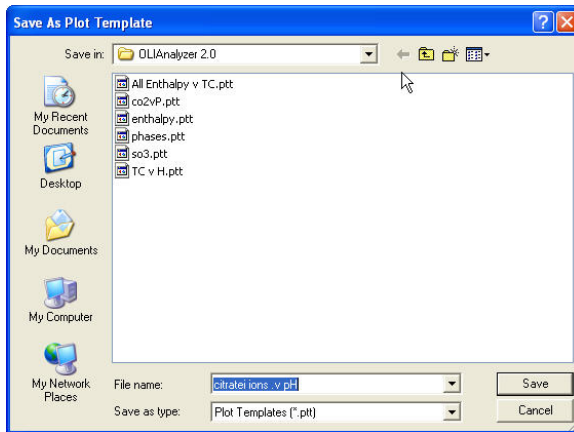 Save As Plot Template
Save in: OLIAnalyzer 2.0
My Recent Documents
Desktop
My Documents
My Computer
My Network Places
All Enthalpy v TC.ptt
co2vP.ptt
enthalpy.ptt
phases.ptt
so3.ptt
TC v H.ptt
File name: citratei ions .v pH Save
Save as type: Plot Templates (*.ptt) Cancel